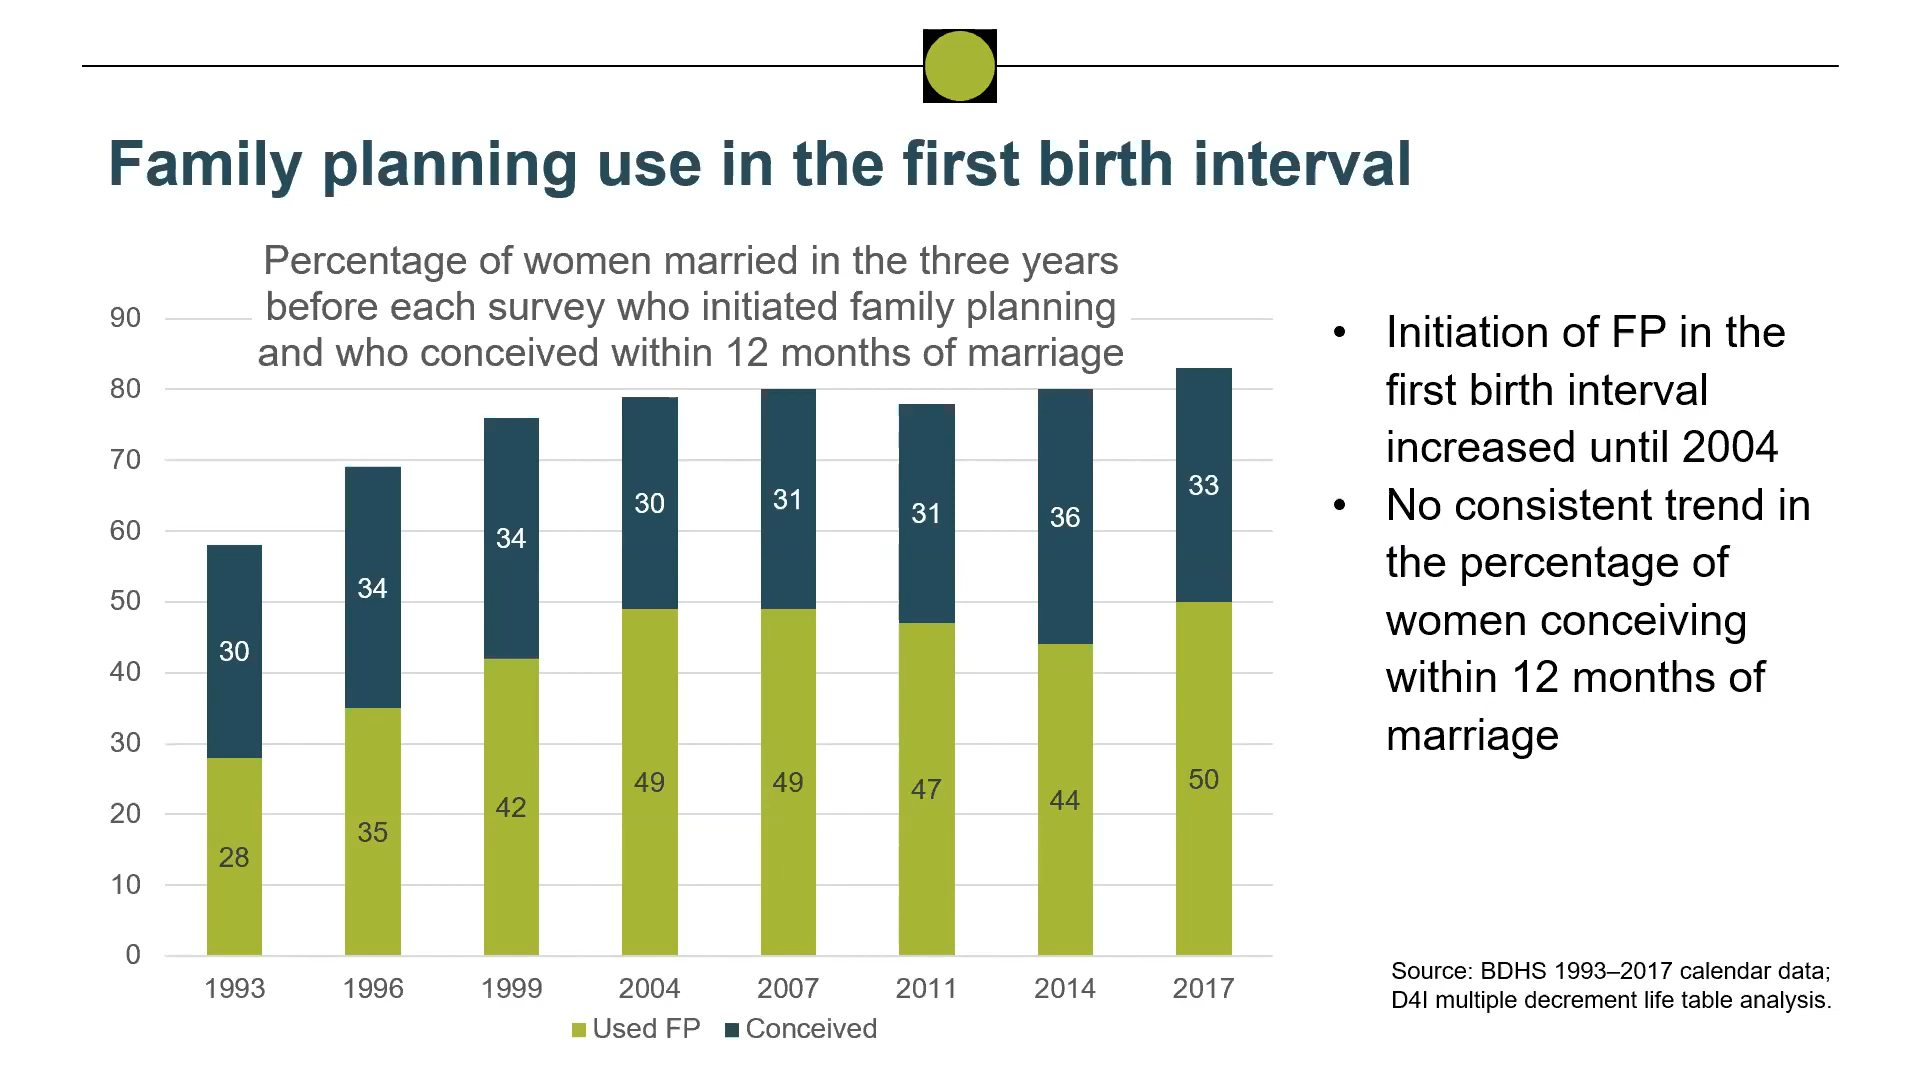 Family planning use in the first birth interval
Percentage of women married in the three years
before each survey who initiated family planning
and who conceived within 12 months of marriage
90
80
70
60
50
40
30
20
10
0
30
34
34
30
31
31
36
33
28
35
42
49
49
47
44
50
1993
1996
1999
2004
2007
2011
2014
2017
Used FP
Conceived
• Initiation of FP in the
first birth interval
increased until 2004
• No consistent trend in
the percentage of
women conceiving
within 12 months of
marriage
Source: BDHS 1993–2017 calendar data;
D4I multiple decrement life table analysis.